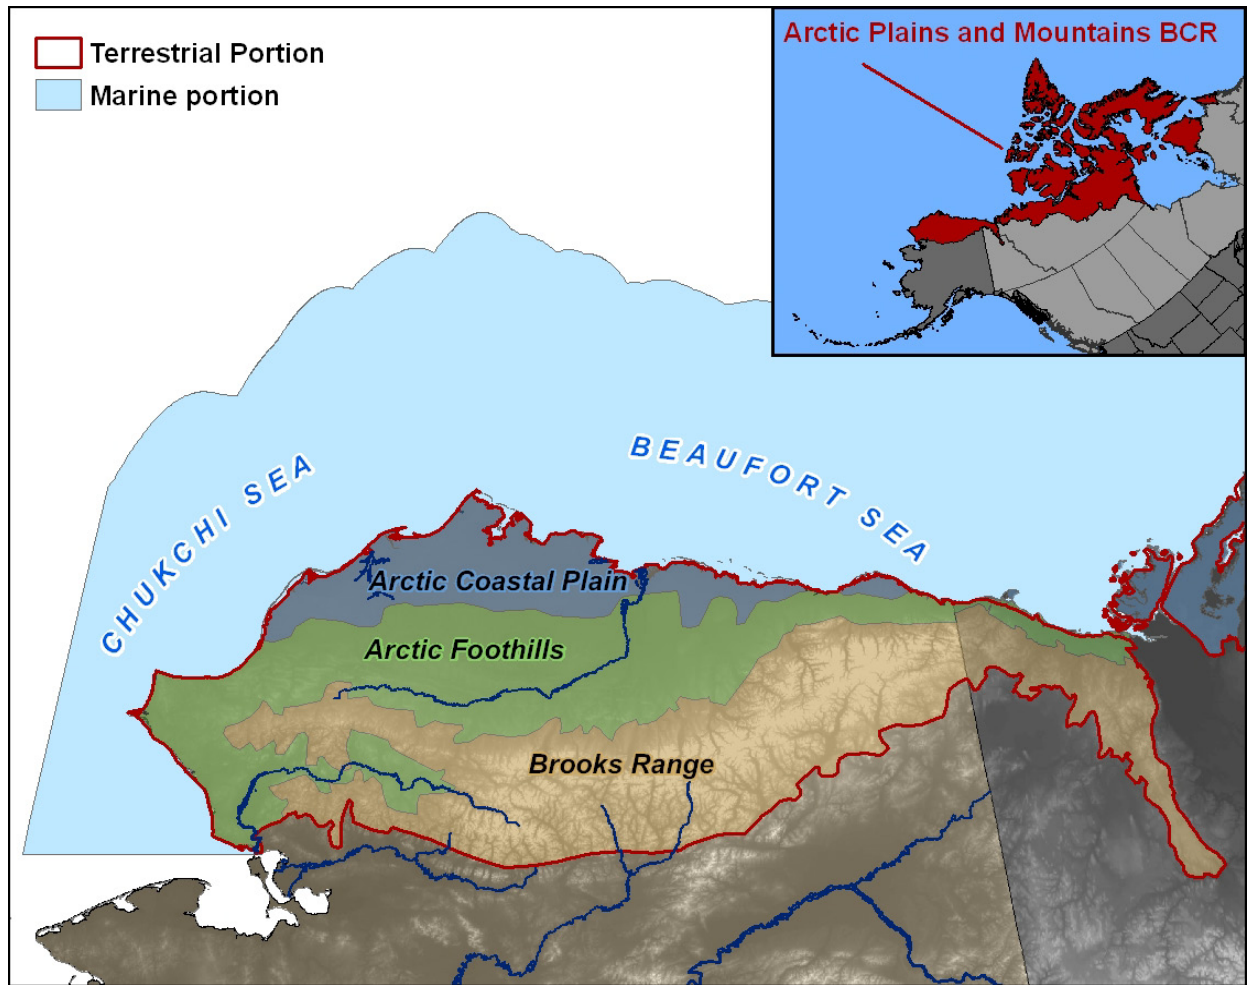 Terrestrial Portion
Marine portion
Arctic Plains and Mountains BCR
CHUKCHI SEA
BEAUFORT SEA
Arctic Coastal Plain
Arctic Foothills
Brooks Range